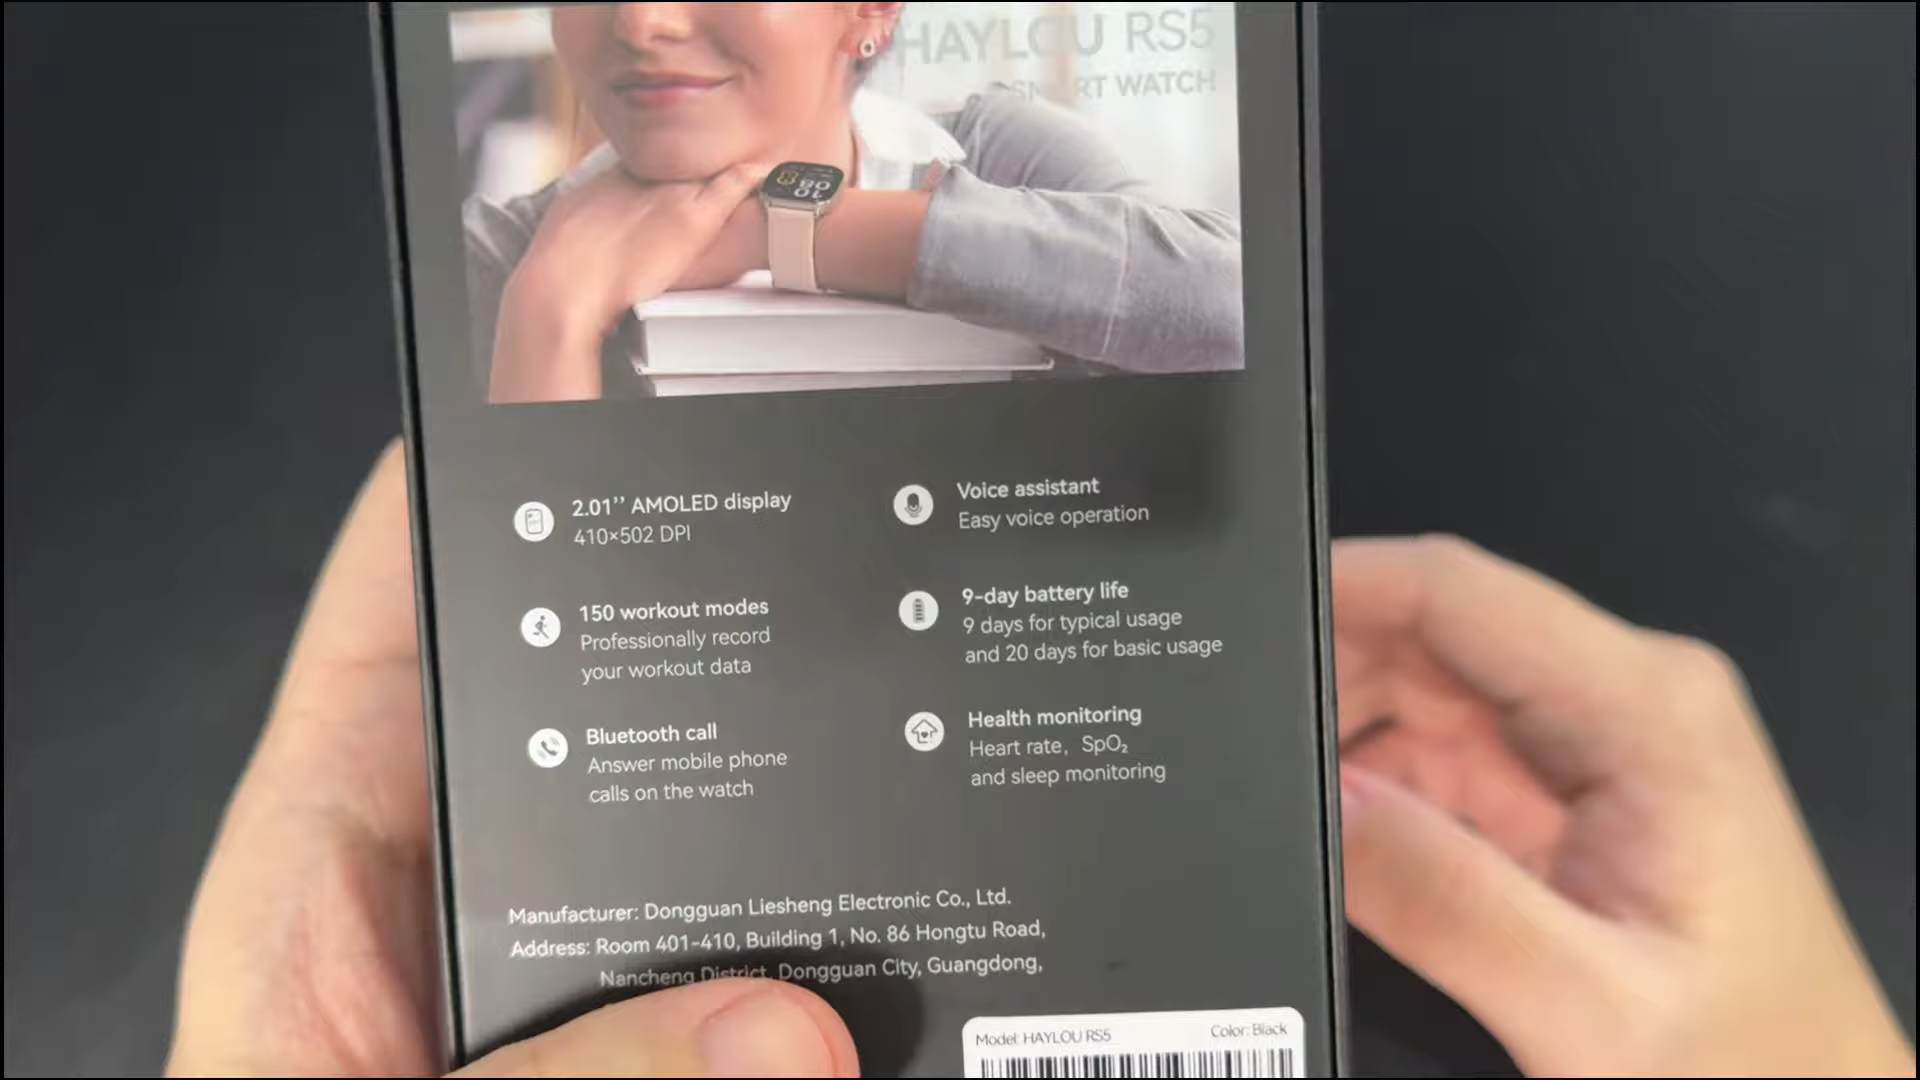 HAYLOU RS5
SMART WATCH
08
10
2.01’’ AMOLED display
410×502 DPI
150 workout modes
Professionally record
your workout data
Bluetooth call
Answer mobile phone
calls on the watch
Voice assistant
Easy voice operation
9-day battery life
9 days for typical usage
and 20 days for basic usage
Health monitoring
Heart rate, SpO₂
and sleep monitoring
Manufacturer: Dongguan Liesheng Electronic Co., Ltd.
Address: Room 401-410, Building 1, No. 86 Hongtu Road,
Nancheng District, Dongguan City, Guangdong,
Model: HAYLOU RS5 Color: Black